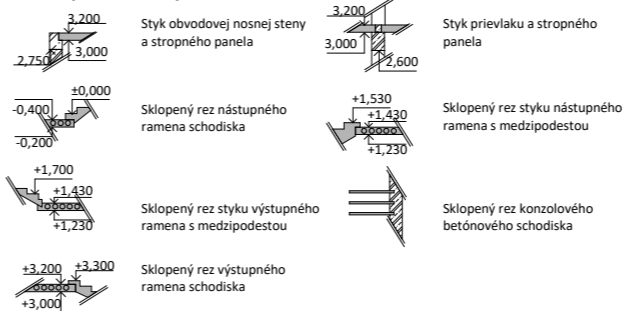 3,200
3,000
2,750
Styk obvodovej nosnej steny
a stropného panela
3,200
3,000
2,600
Styk prievlaku a stropného
panela
±0,000
-0,400
-0,200
Sklopený rez nástupného
ramena schodiska
+1,530
+1,430
+1,230
Sklopený rez styku nástupného
ramena s medzipodestou
+1,700
+1,430
+1,230
Sklopený rez styku výstupného
ramena s medzipodestou
Sklopený rez konzolového
betónového schodiska
+3,200
+3,300
+3,000
Sklopený rez výstupného
ramena schodiska